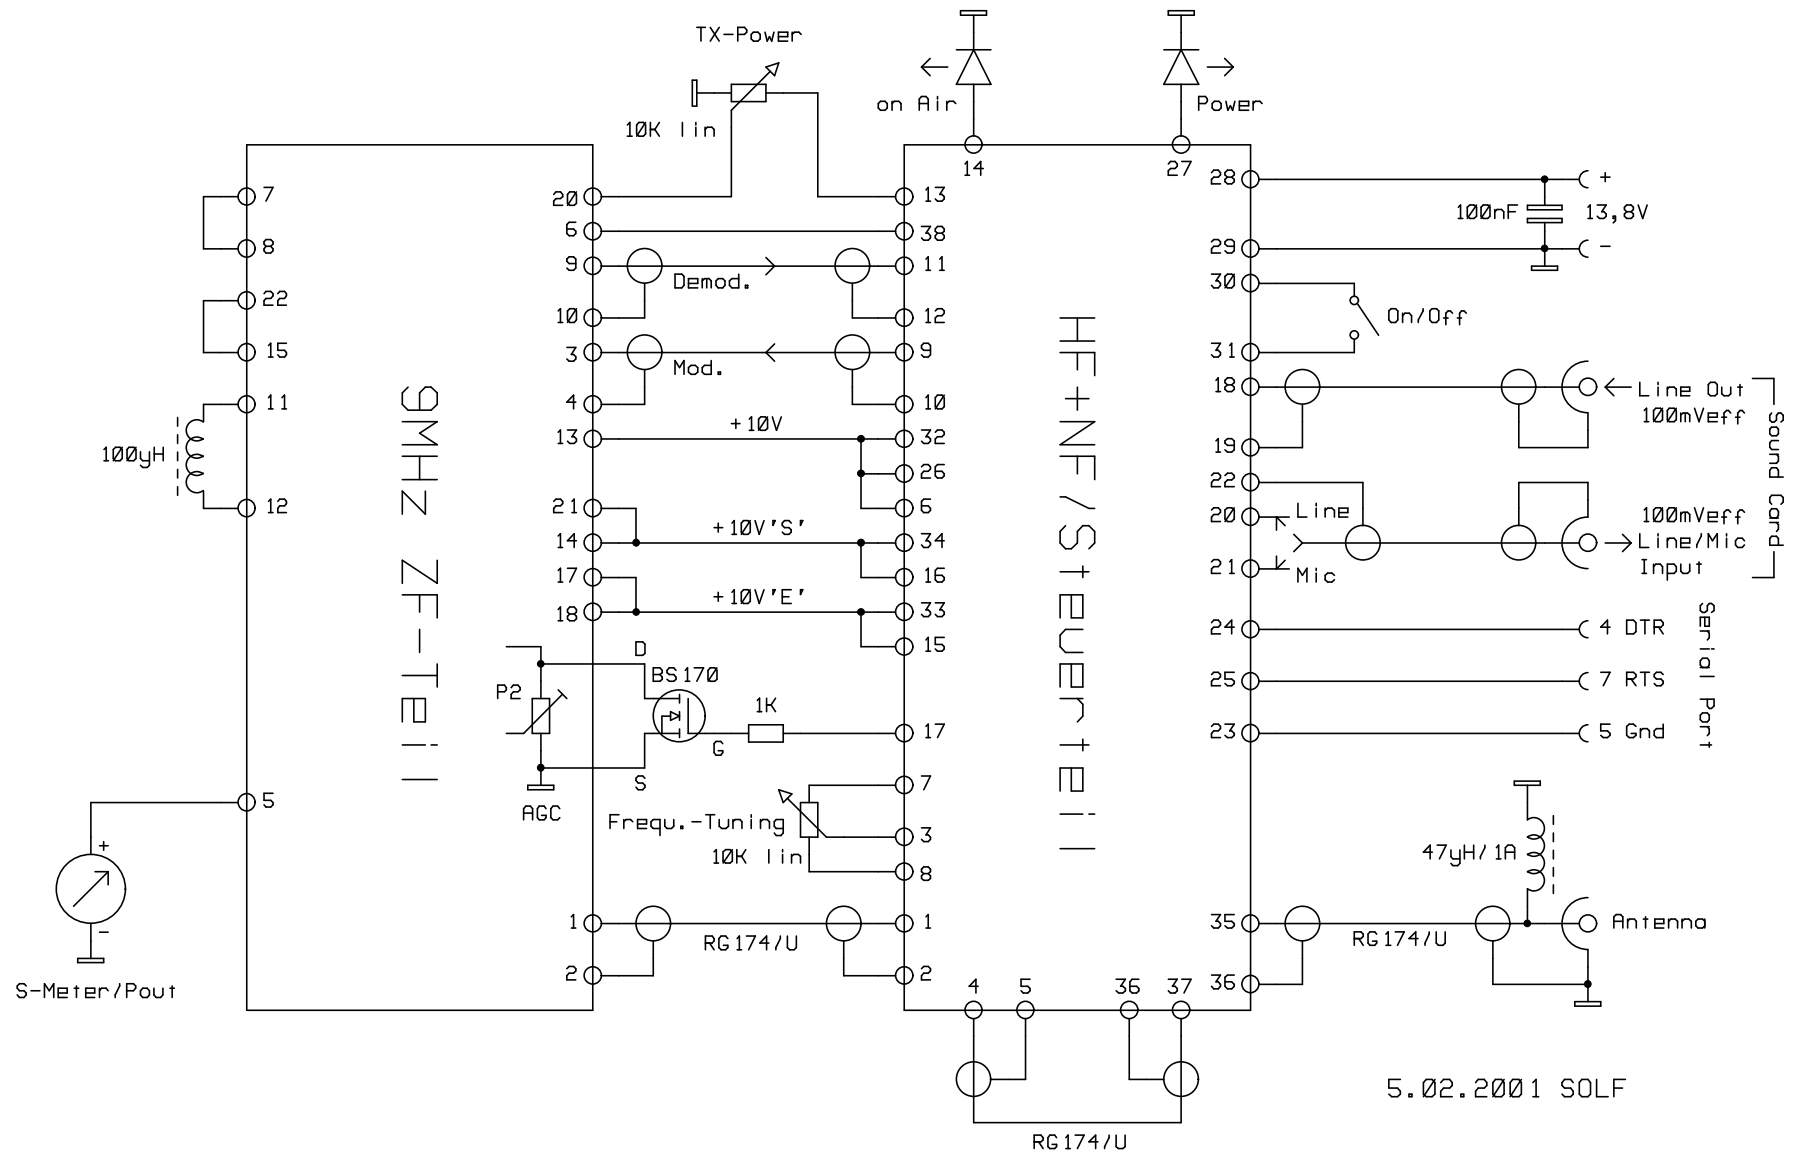 TX-Power
10K lin
on Air
Power
14
27
7
8
22
15
11
100yH
12
5
+
-
S-Meter/Pout
9MHZ ZF-Teil
20
6
9
10
3
4
13
21
14
17
18
1
2
Demod.
Mod.
+10V
+10V'S'
+10V'E'
D
BS170
P2
1K
G
S
AGC
Frequ.-Tuning
10K lin
RG174/U
13
38
11
12
9
10
32
26
6
34
16
33
15
17
7
3
8
1
2
HF+NF/Steuerteil
4
5
36
37
RG174/U
28
29
30
31
18
19
22
20
21
24
25
23
35
36
+
100nF
13,8V
-
On/Off
Line Out
100mVeff
Line
Mic
100mVeff
Line/Mic
Input
Sound Card
4 DTR
7 RTS
5 Gnd
Serial Port
47yH/1A
Antenna
RG174/U
5.02.2001 SOLF